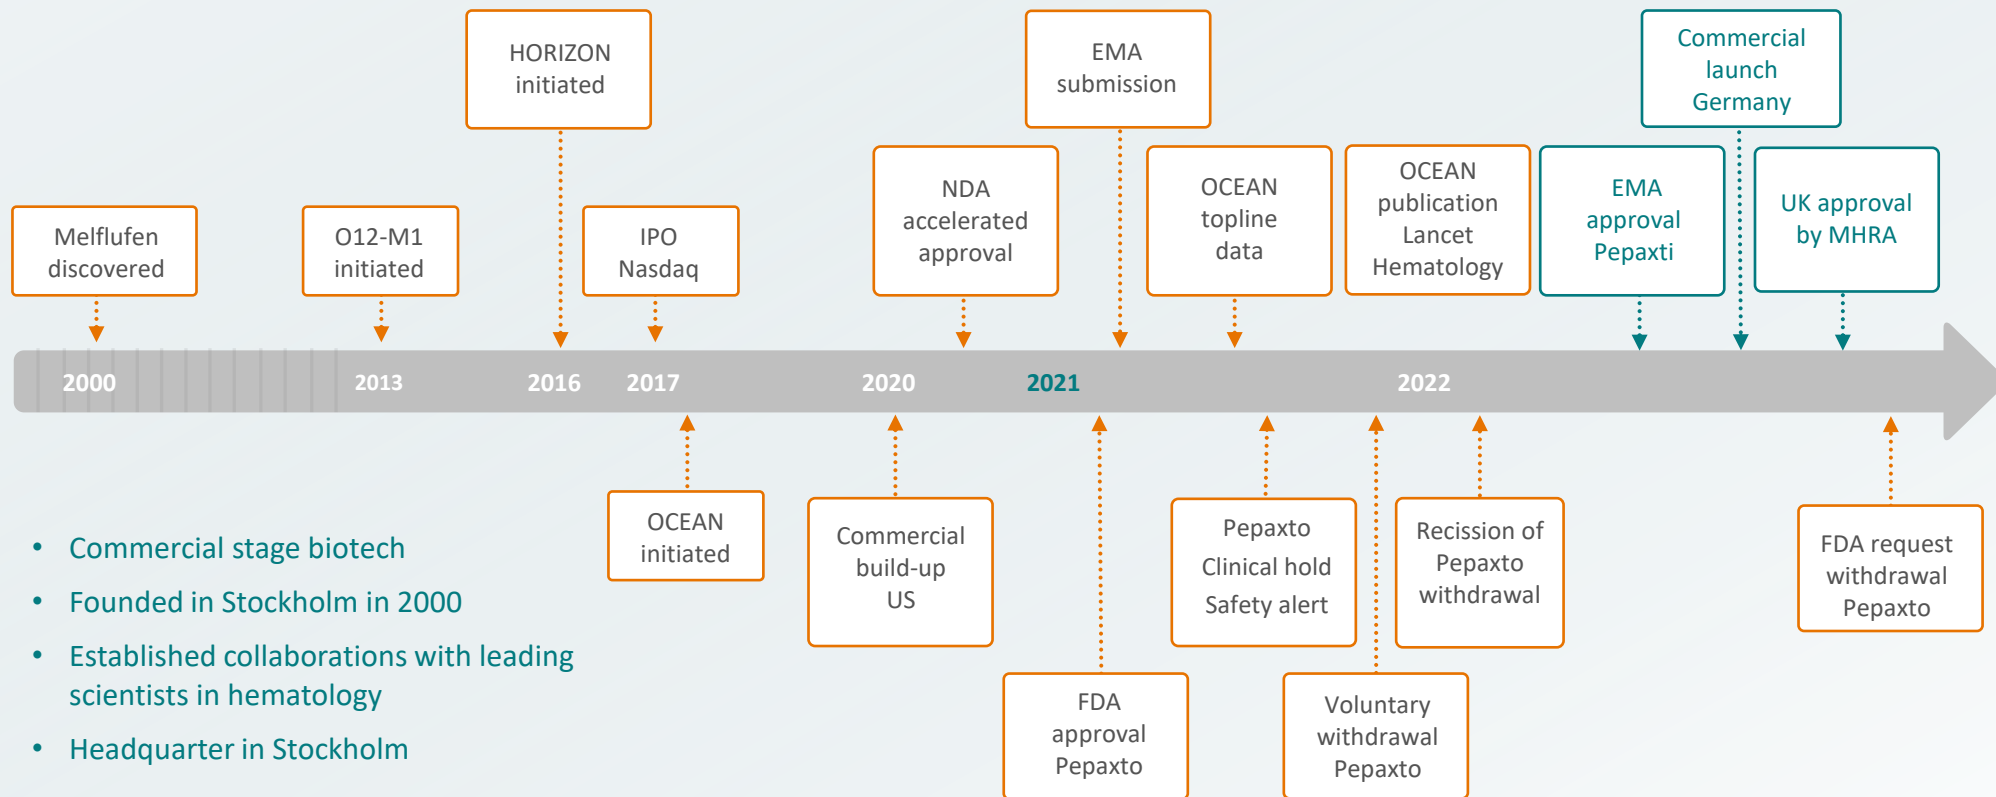 HORIZON
initiated
EMA
submission
Commercial
launch
Germany
Melflufen
discovered
O12-M1
initiated
IPO
Nasdaq
NDA
accelerated
approval
OCEAN
topline
data
OCEAN
publication
Lancet
Hematology
EMA
approval
Pepaxti
UK approval
by MHRA
2000
2013
2016
2017
2020
2021
2022
OCEAN
initiated
Commercial
build-up
US
FDA
approval
Pepaxto
Pepaxto
Clinical hold
Safety alert
Voluntary
withdrawal
Pepaxto
Recission of
Pepaxto
withdrawal
FDA request
withdrawal
Pepaxto
• Commercial stage biotech
• Founded in Stockholm in 2000
• Established collaborations with leading
scientists in hematology
• Headquarter in Stockholm